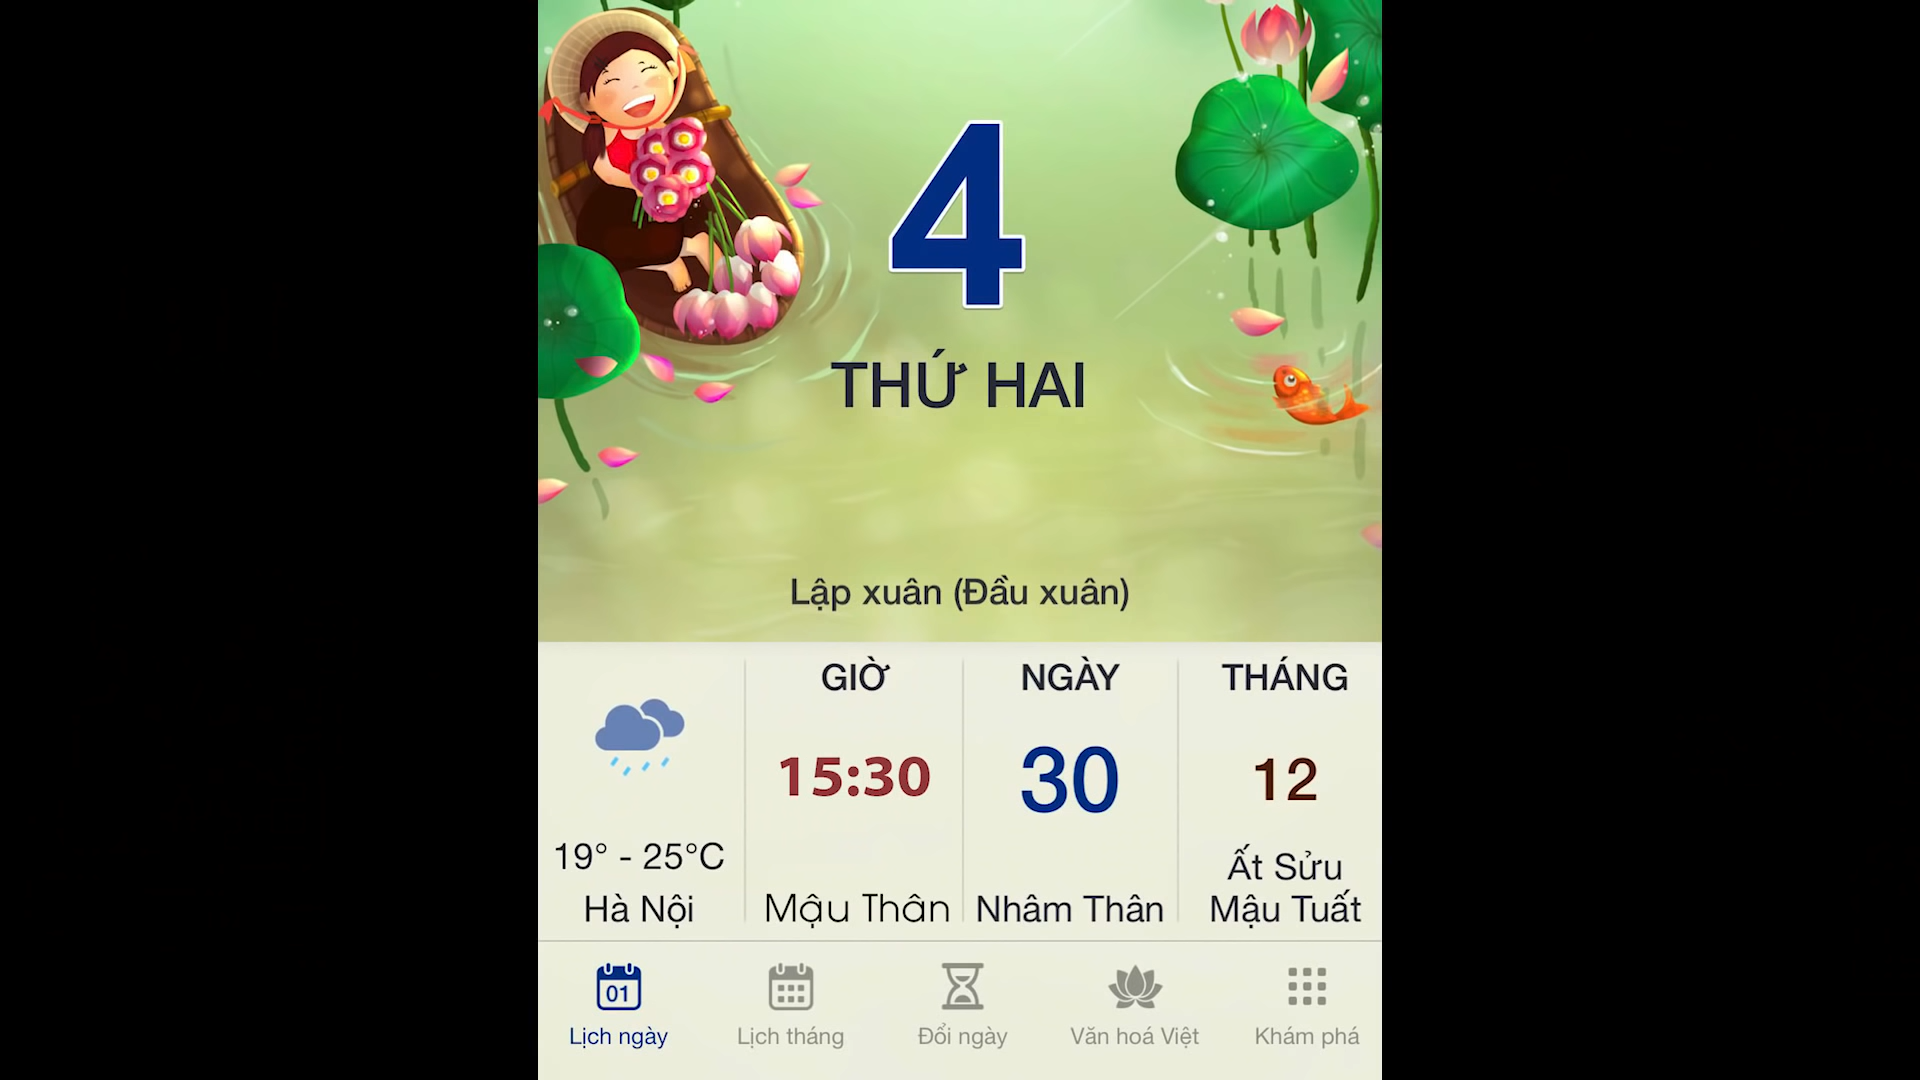 4
THỨ HAI
Lập xuân (Đầu xuân)
GIỜ
NGÀY
THÁNG
15:30
30
12
19° - 25°C
Hà Nội
Mậu Thân
Nhâm Thân
Ất Sửu
Mậu Tuất
01
Lịch ngày
Lịch tháng
Đổi ngày
Văn hoá Việt
Khám phá